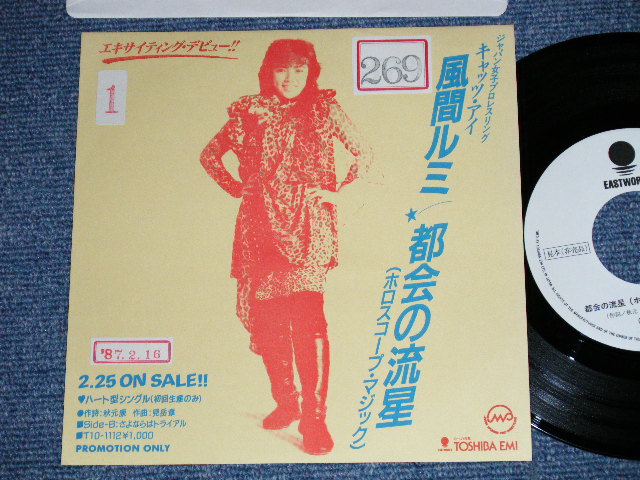 エキサイティング・デビュー!!
1
269
ジャパン女子プロレスリング
キャッツ・アイ
風間ルミ
★都会の流星
(ホロスコープ・マジック)
'87.2.16
2.25 ON SALE!!
♥ハート型シングル(初回生産のみ)
●作詩:秋元康 作曲:見岳章
■Side-B:さよならはトライアル
■T10-1112¥1,000
PROMOTION ONLY
TOSHIBA EMI
EASTWOR
見本(非売品)
都会の流星(ホ